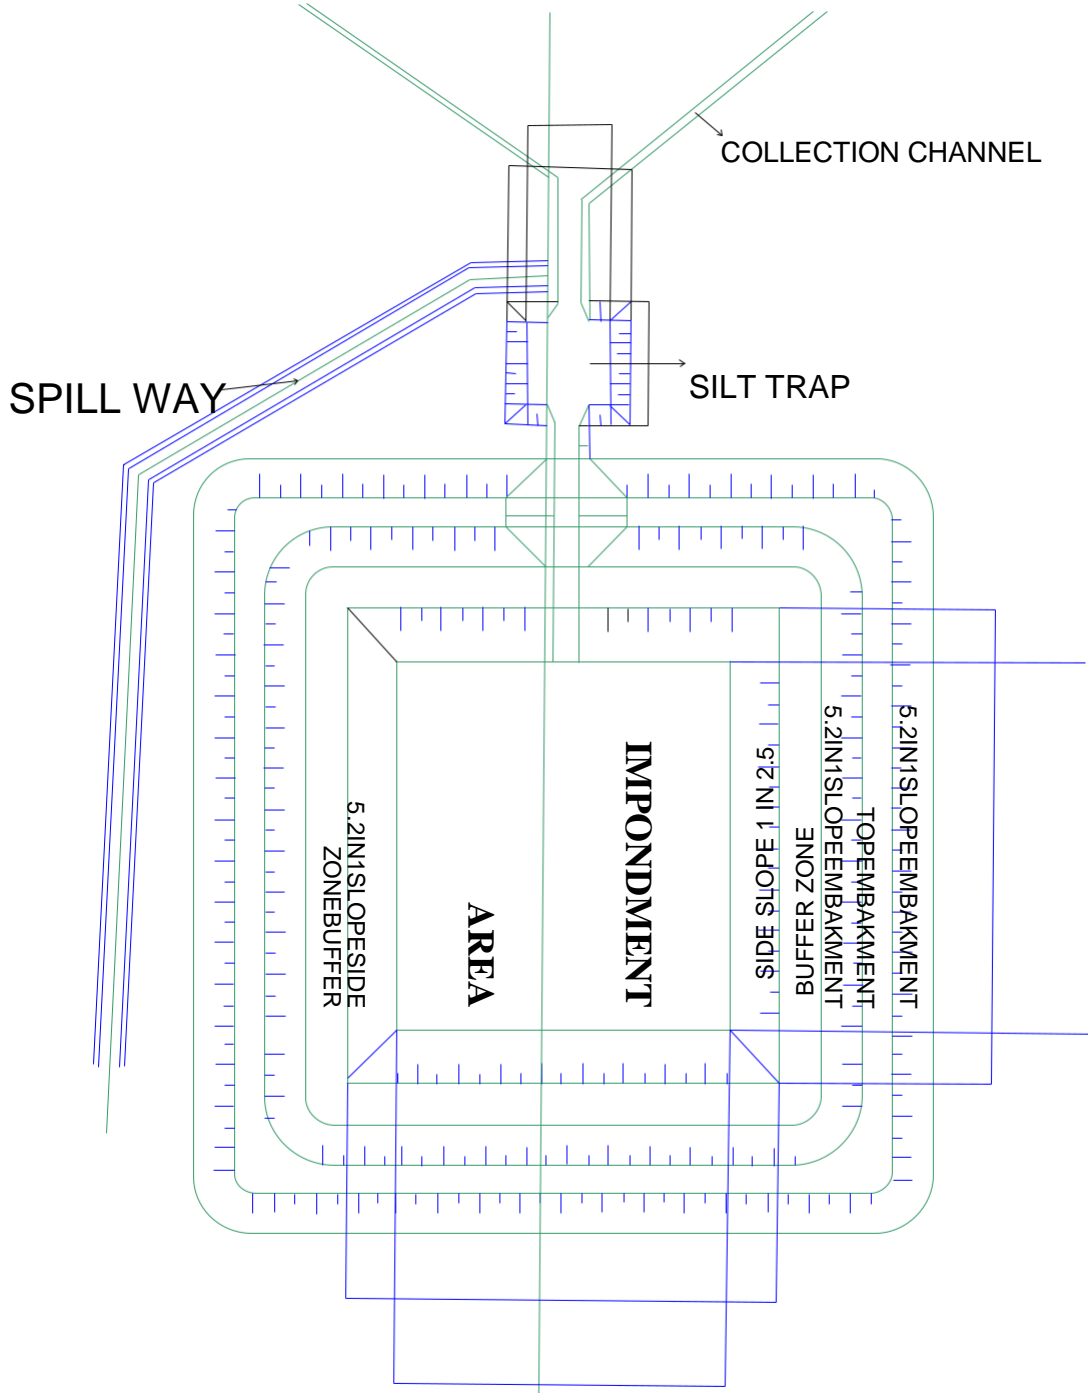 COLLECTION CHANNEL
SPILL WAY
SILT TRAP
5.2IN1SLOPEEMBAKMENT
TOPEMBAKMENT
5.2IN1SLOPEEMBAKMENT
BUFFER ZONE
SIDE SLOPE 1 IN 2.5
IMPONDMENT
AREA
5.2IN1SLOPESIDE
ZONEBUFFER